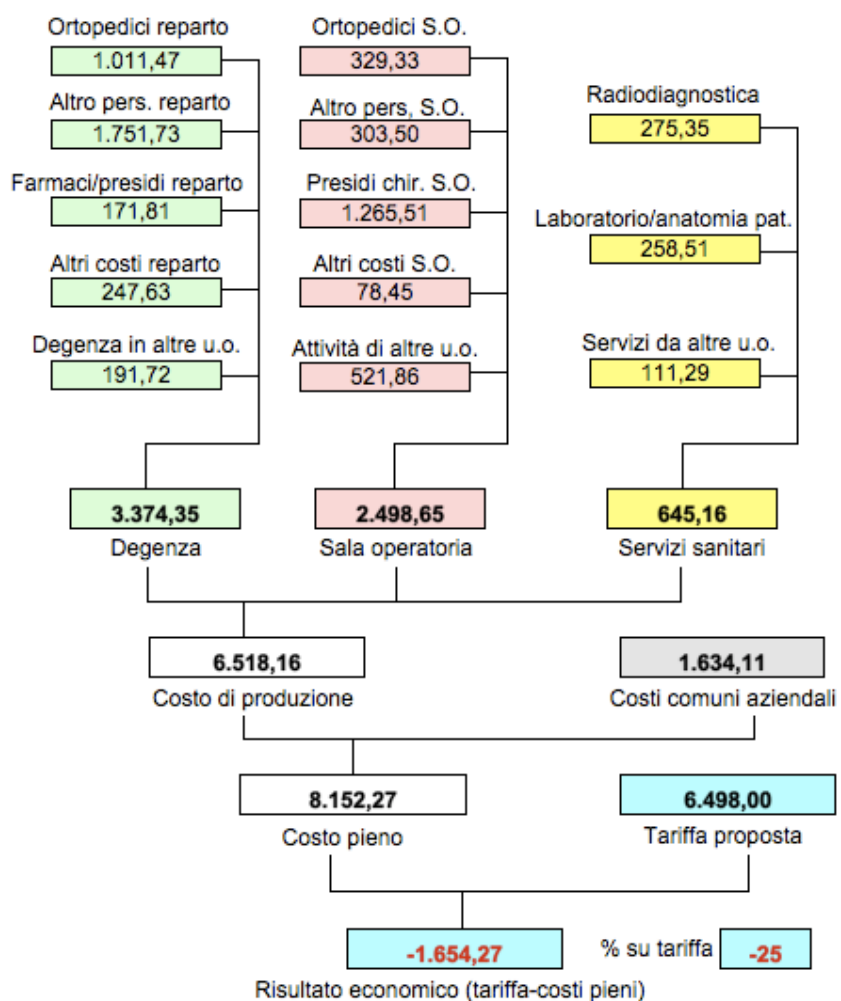 Ortopedici reparto
1.011,47
Altro pers. reparto
1.751,73
Farmaci/presidi reparto
171,81
Altri costi reparto
247,63
Degenza in altre u.o.
191,72
Ortopedici S.O.
329,33
Altro pers, S.O.
303,50
Presidi chir. S.O.
1.265,51
Altri costi S.O.
78,45
Attività di altre u.o.
521,86
Radiodiagnostica
275,35
Laboratorio/anatomia pat.
258,51
Servizi da altre u.o.
111,29
3.374,35
Degenza
2.498,65
Sala operatoria
645,16
Servizi sanitari
6.518,16
Costo di produzione
1.634,11
Costi comuni aziendali
8.152,27
Costo pieno
6.498,00
Tariffa proposta
-1.654,27
Risultato economico (tariffa-costi pieni)
% su tariffa
-25